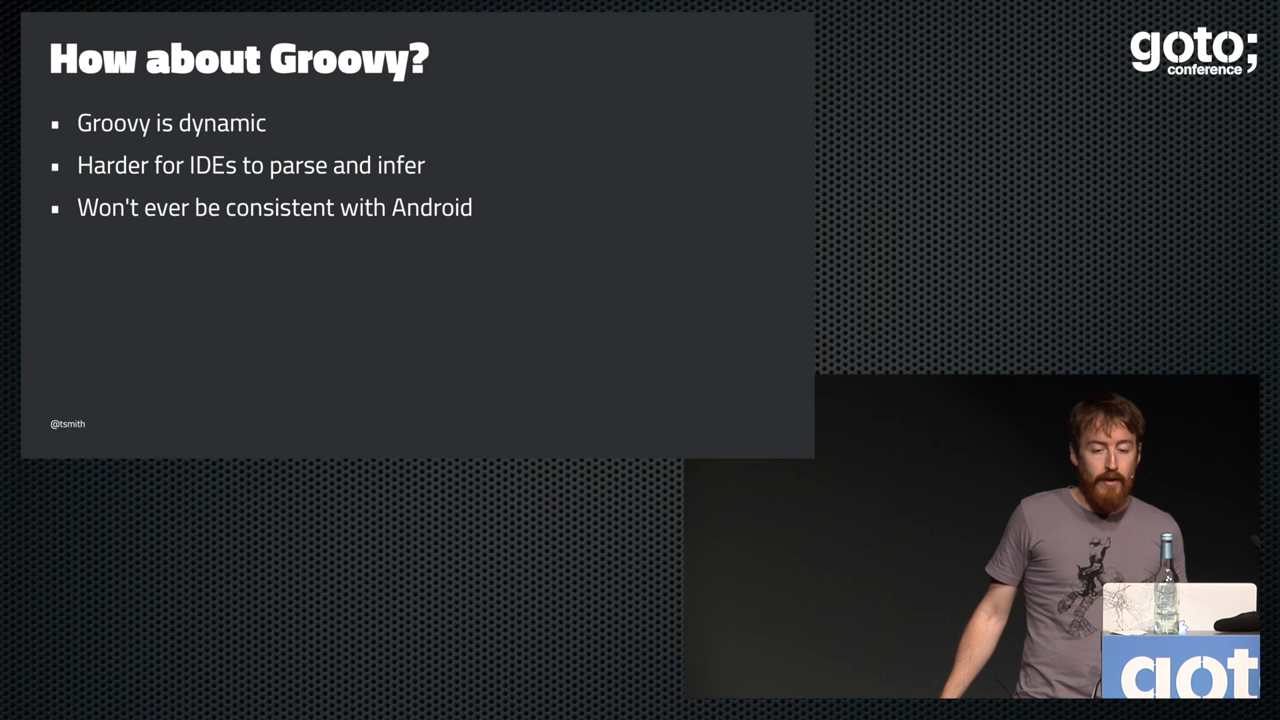 How about Groovy?
▪ Groovy is dynamic
▪ Harder for IDEs to parse and infer
▪ Won't ever be consistent with Android
@tsmith
goto;
conference
got